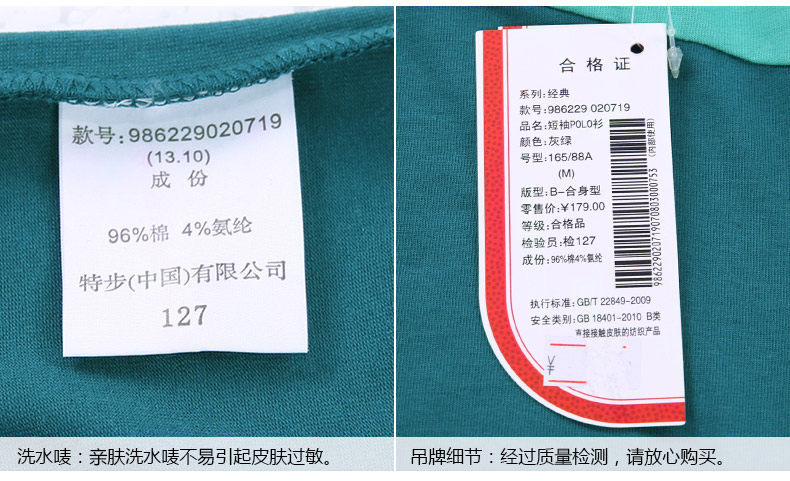 款号:986229020719
(13.10)
成份
96%棉 4%氨纶
特步(中国)有限公司
127
合格证
系列:经典
款号:986229 020719
品名:短袖POLO衫
颜色:灰绿
号型:165/88A
(M)
版型:B-合身型
零售价:¥179.00
等级:合格品
检验员:检127
成份:96%棉4%氨纶
986229020719070803000753
(内部使用)
执行标准:GB/T 22849-2009
安全类别:GB 18401-2010 B类
直接接触皮肤的纺织产品
¥
洗水唛：亲肤洗水唛不易引起皮肤过敏。
吊牌细节：经过质量检测，请放心购买。